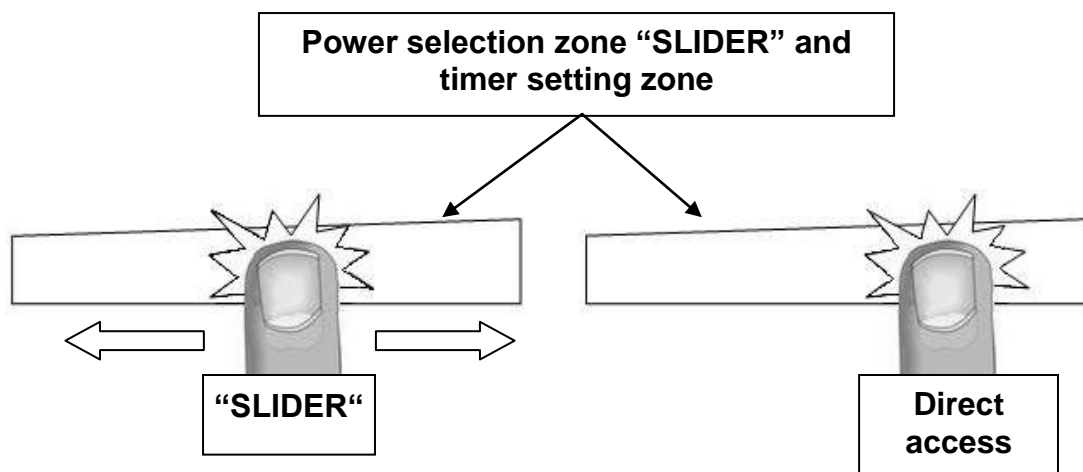 Power selection zone “SLIDER” and
timer setting zone
“SLIDER“
Direct
access